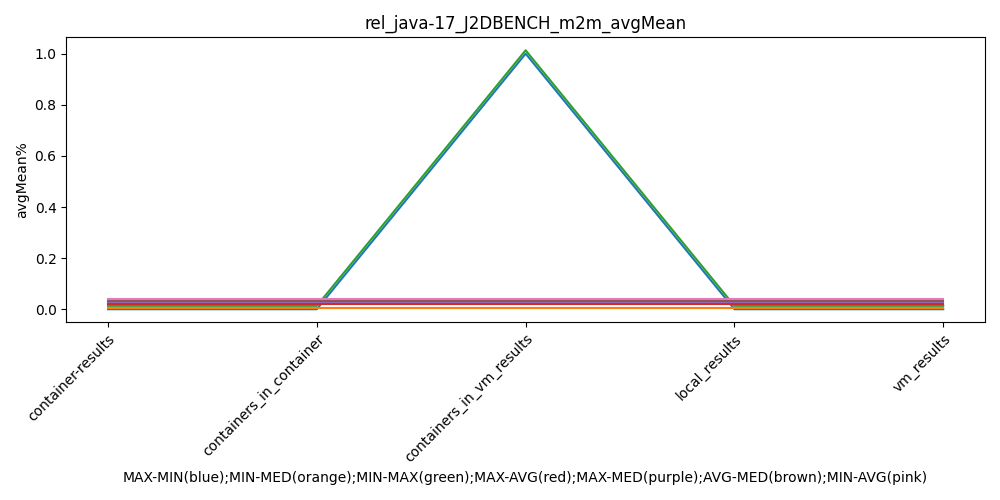 rel_java-17_J2DBENCH_m2m_avgMean
avgMean%
1.0
0.8
0.6
0.4
0.2
0.0
container-results
containers_in_container
containers_in_vm_results
local_results
vm_results
MAX-MIN(blue);MIN-MED(orange);MIN-MAX(green);MAX-AVG(red);MAX-MED(purple);AVG-MED(brown);MIN-AVG(pink)